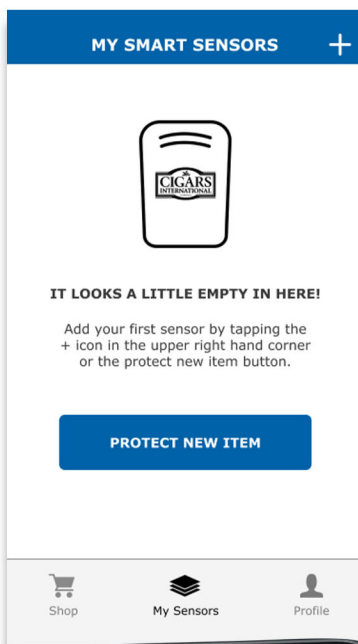 MY SMART SENSORS +
CIGARS
INTERNATIONAL
IT LOOKS A LITTLE EMPTY IN HERE!
Add your first sensor by tapping the
+ icon in the upper right hand corner
or the protect new item button.
PROTECT NEW ITEM
Shop
My Sensors
Profile